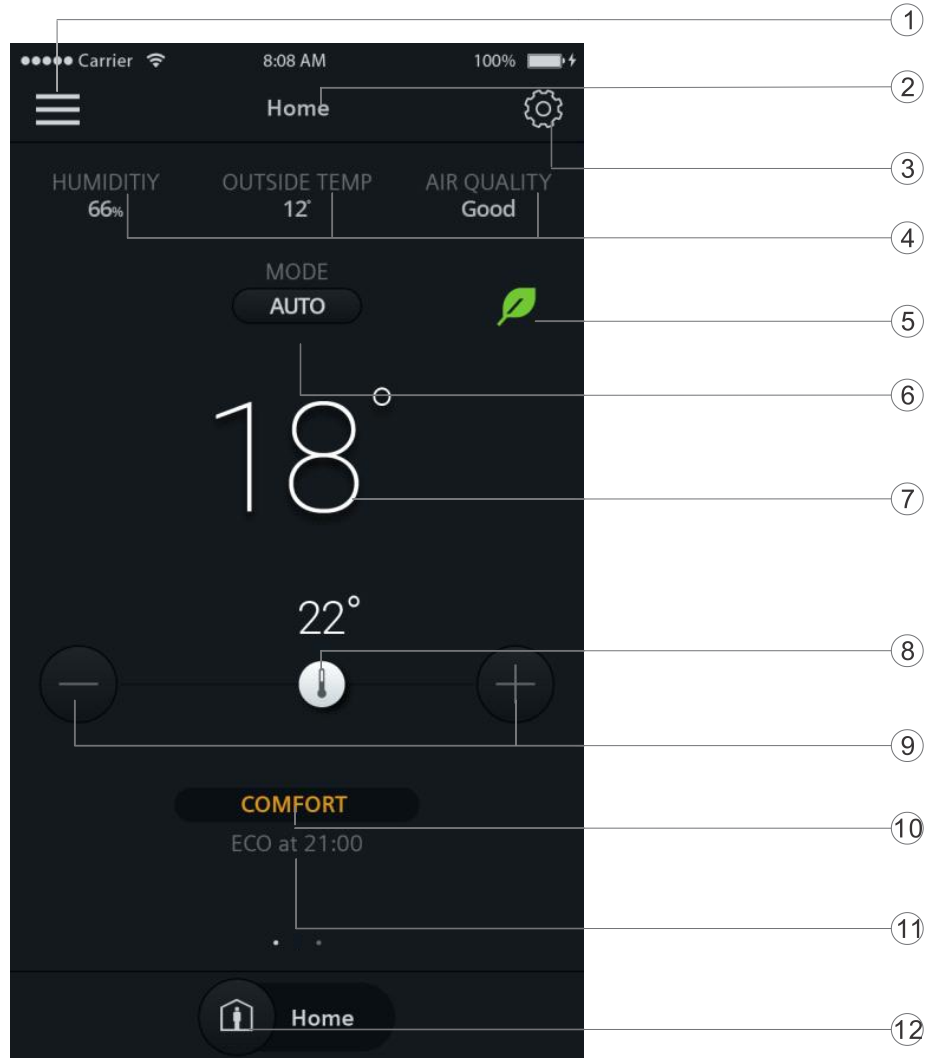 1
Carrier 8:08 AM 100%
2
Home
3
HUMIDITIY OUTSIDE TEMP AIR QUALITY
66% 12° Good
4
MODE
AUTO
5
6
18°
7
22°
8
9
COMFORT
10
ECO at 21:00
11
Home
12